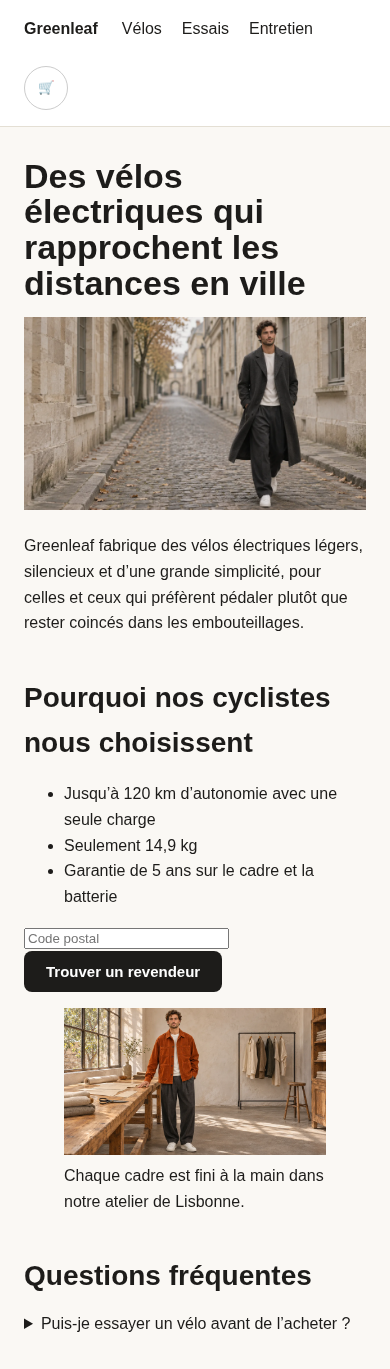 Greenleaf Vélos Essais Entretien
Des vélos
électriques qui
rapprochent les
distances en ville
Greenleaf fabrique des vélos électriques légers,
silencieux et d’une grande simplicité, pour
celles et ceux qui préfèrent pédaler plutôt que
rester coincés dans les embouteillages.
Pourquoi nos cyclistes
nous choisissent
Jusqu’à 120 km d’autonomie avec une
seule charge
Seulement 14,9 kg
Garantie de 5 ans sur le cadre et la
batterie
Code postal
Trouver un revendeur
Chaque cadre est fini à la main dans
notre atelier de Lisbonne.
Questions fréquentes
Puis-je essayer un vélo avant de l’acheter ?